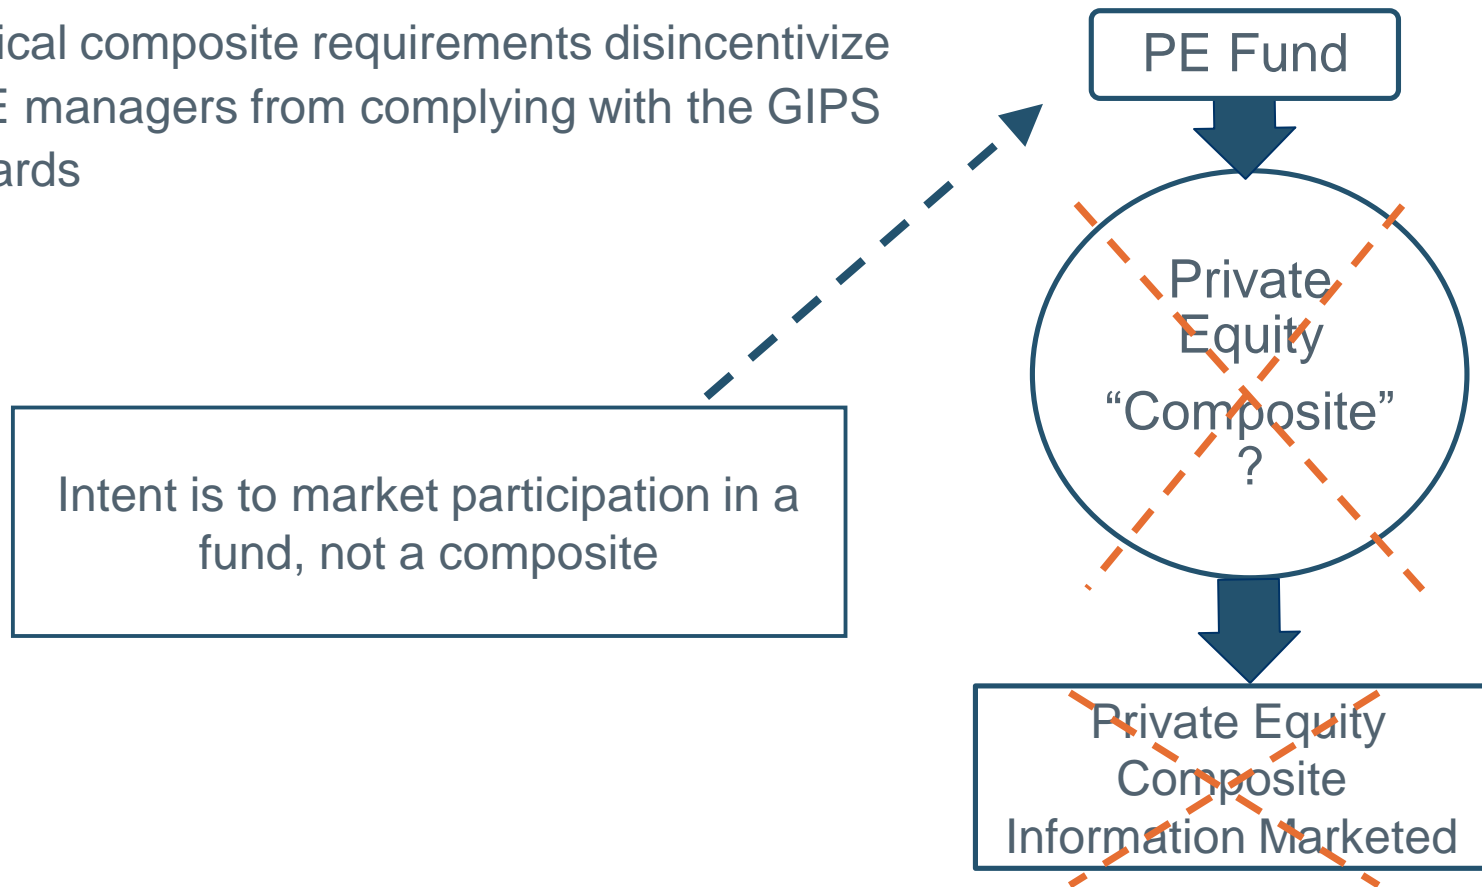 ical composite requirements disincentivize
E managers from complying with the GIPS
ards
PE Fund
Private
Equity
“Composite”
?
Intent is to market participation in a
fund, not a composite
Private Equity
Composite
Information Marketed